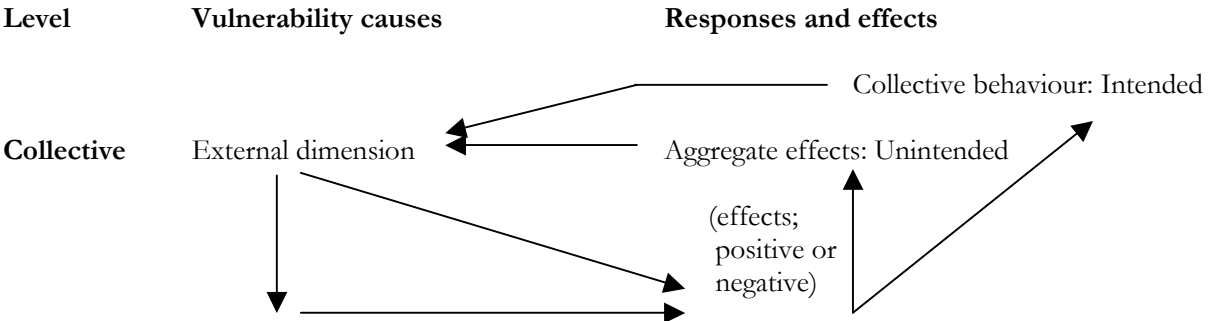 Level Vulnerability causes Responses and effects
Collective behaviour: Intended
Collective External dimension Aggregate effects: Unintended
(effects;
positive or
negative)